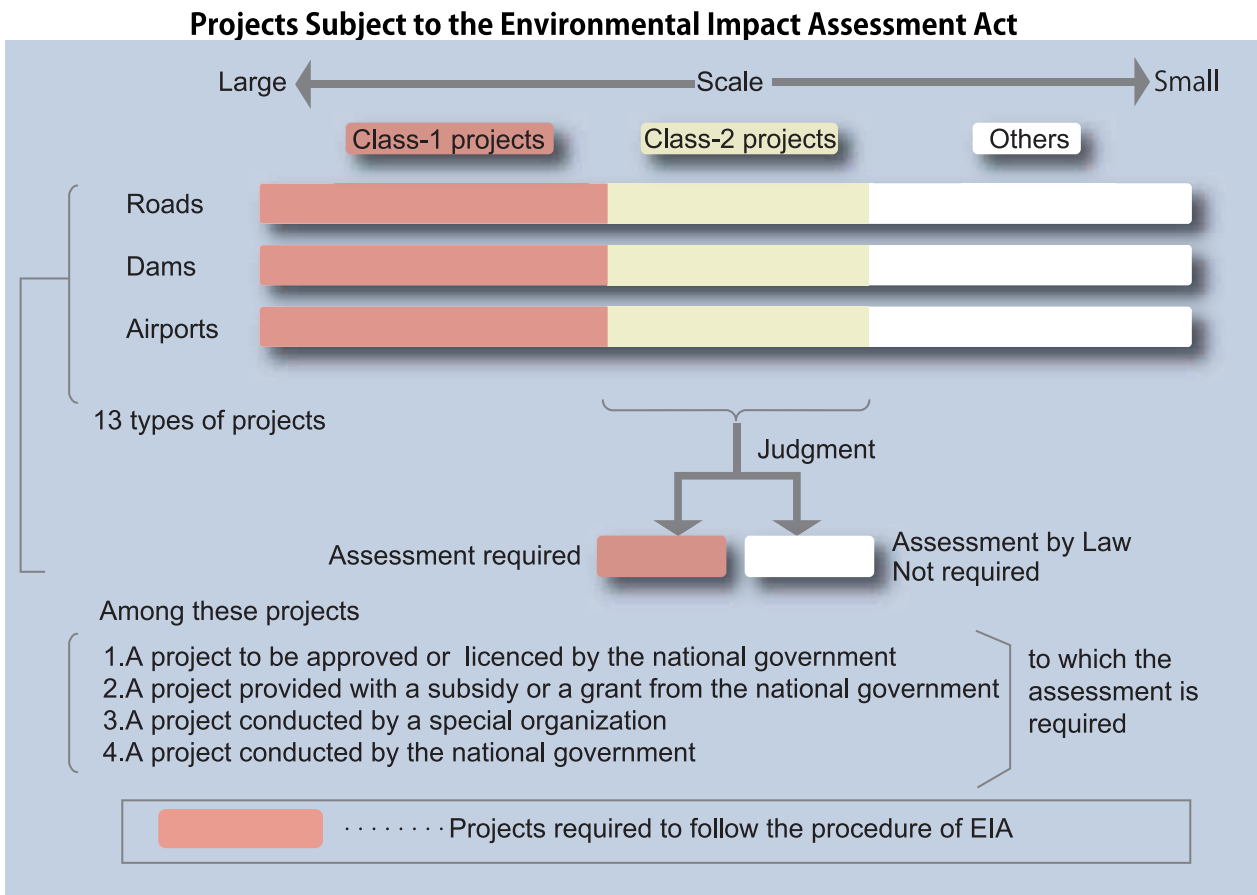 Projects Subject to the Environmental Impact Assessment Act
Large Scale Small
Class-1 projects Class-2 projects Others
Roads
Dams
Airports
13 types of projects
Judgment
Assessment required
Assessment by Law
Not required
Among these projects
1.A project to be approved or licenced by the national government
2.A project provided with a subsidy or a grant from the national government
3.A project conducted by a special organization
4.A project conducted by the national government
to which the
assessment is
required
· · · · · · · · Projects required to follow the procedure of EIA